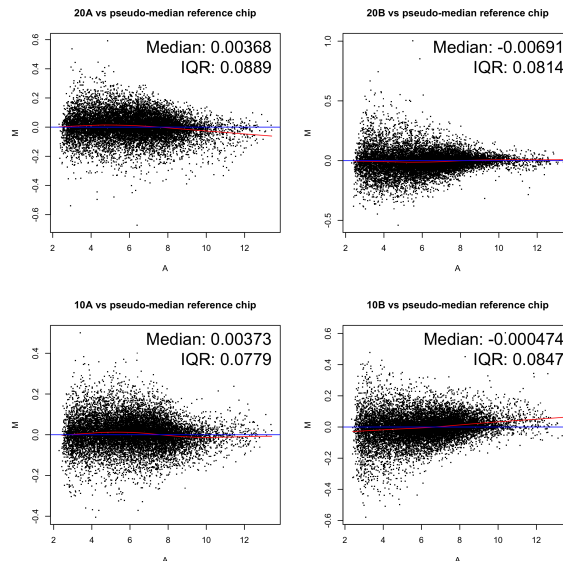 20A vs pseudo-median reference chip
Median: 0.00368
IQR: 0.0889
0.6
0.4
0.2
0.0
-0.2
-0.4
-0.6
M
2 4 6 8 10 12
A
20B vs pseudo-median reference chip
Median: -0.00691
IQR: 0.0814
1.0
0.5
0.0
-0.5
M
2 4 6 8 10 12
A
10A vs pseudo-median reference chip
Median: 0.00373
IQR: 0.0779
0.4
0.2
0.0
-0.2
-0.4
M
2 4 6 8 10 12
A
10B vs pseudo-median reference chip
Median: -0.000474
IQR: 0.0847
0.6
0.4
0.2
0.0
-0.2
-0.4
-0.6
M
2 4 6 8 10 12
A